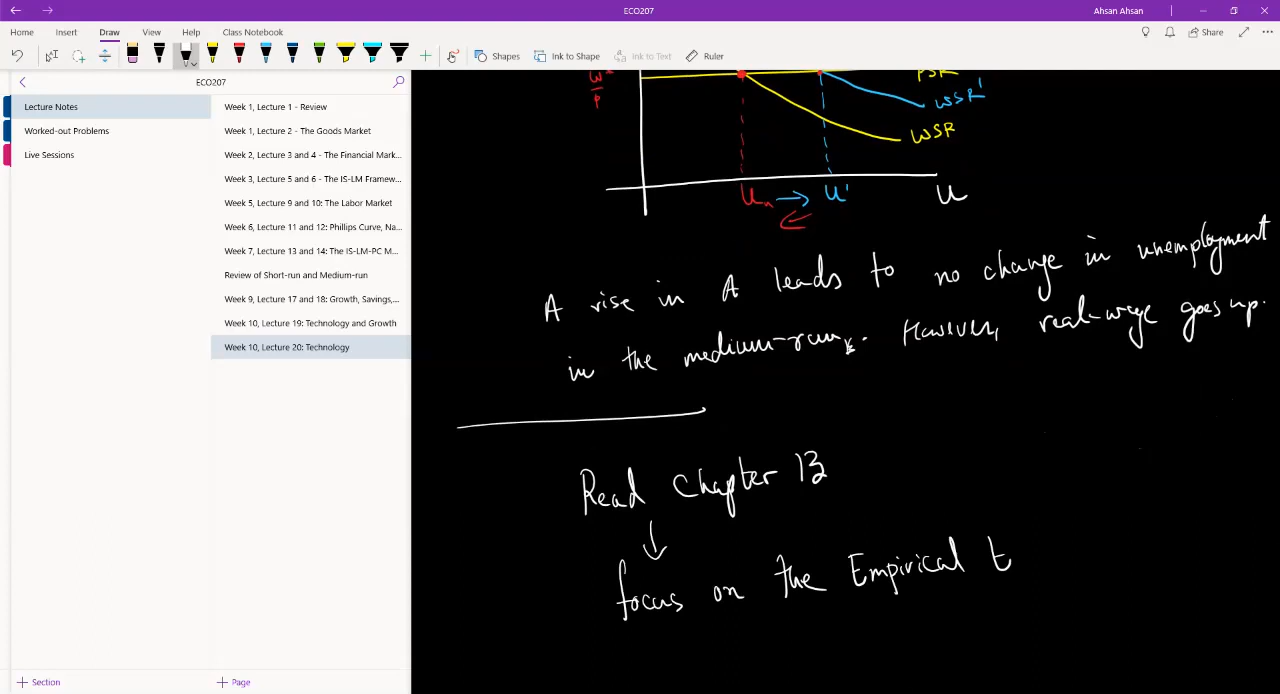 ECO207
Ahsan Ahsan
Home Insert Draw View Help Class Notebook
Share
Shapes Ink to Shape Ink to Text Ruler
ECO207
Lecture Notes
Worked-out Problems
Live Sessions
Week 1, Lecture 1 - Review
Week 1, Lecture 2 - The Goods Market
Week 2, Lecture 3 and 4 - The Financial Mark...
Week 3, Lecture 5 and 6 - The IS-LM Framew...
Week 5, Lecture 9 and 10: The Labor Market
Week 6, Lecture 11 and 12: Phillips Curve, Na...
Week 7, Lecture 13 and 14: The IS-LM-PC M...
Review of Short-run and Medium-run
Week 9, Lecture 17 and 18: Growth, Savings,...
Week 10, Lecture 19: Technology and Growth
Week 10, Lecture 20: Technology
+ Section
+ Page
W
P
PSR
WSR'
WSR
Un → U' U
A rise in A leads to no change in unemployment
in the medium-run. However, real-wage goes up.
Read Chapter 13
↓
focus on the Empirical t